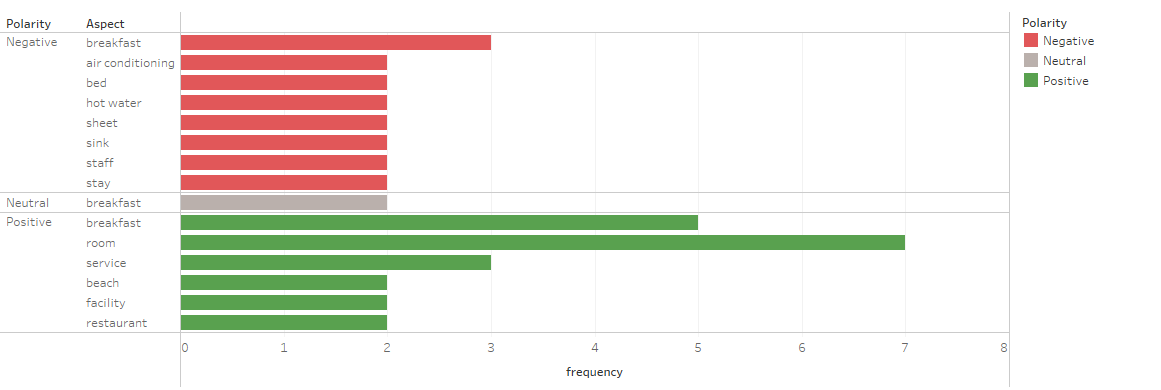 Polarity Aspect
Negative breakfast
air conditioning
bed
hot water
sheet
sink
staff
stay
Neutral breakfast
Positive breakfast
room
service
beach
facility
restaurant
0 1 2 3 4 5 6 7 8
frequency
Polarity
Negative
Neutral
Positive